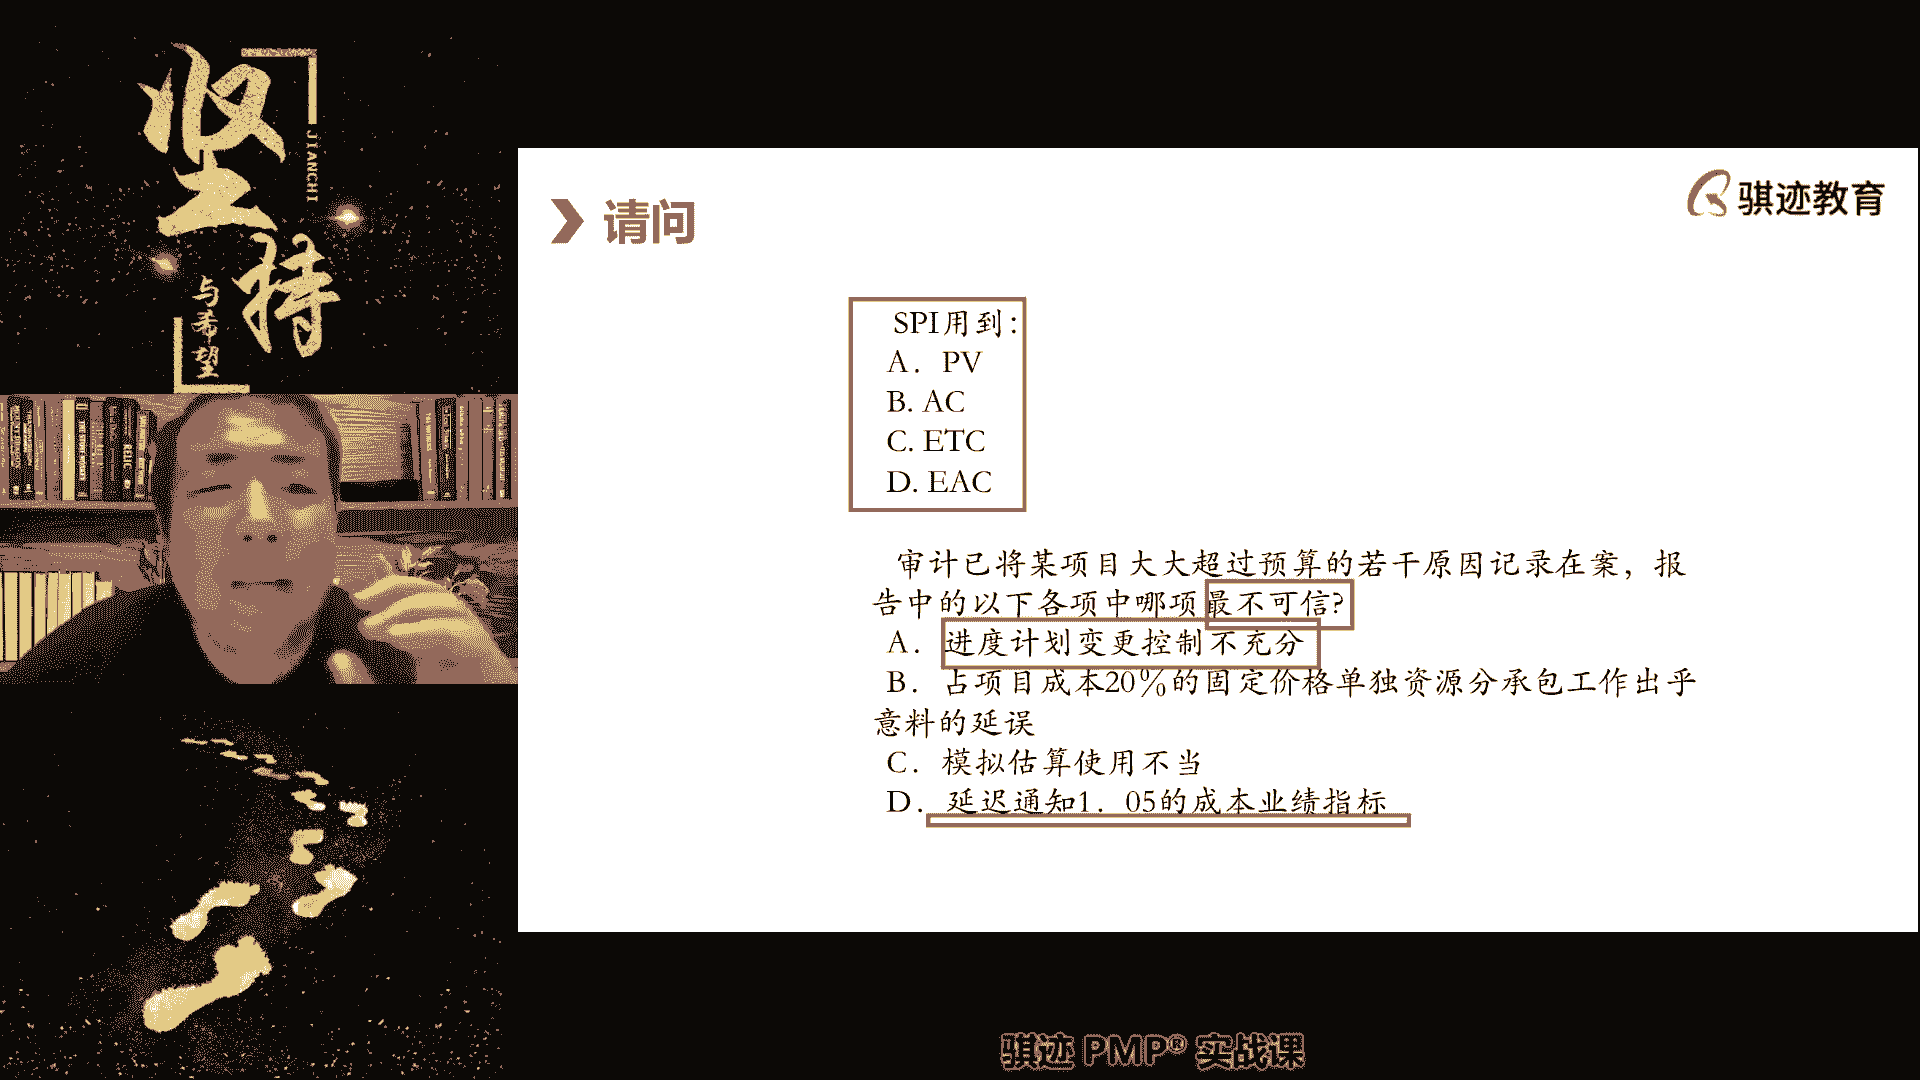 坚持
JIANCHI
与希望
骐迹教育
请问
SPI用到：
A．PV
B. AC
C. ETC
D. EAC
审计已将某项目大大超过预算的若干原因记录在案，报
告中的以下各项中哪项最不可信?
A．进度计划变更控制不充分
B．占项目成本20%的固定价格单独资源分承包工作出乎
意料的延误
C．模拟估算使用不当
D．延迟通知1．05的成本业绩指标
骐迹 PMP® 实战课